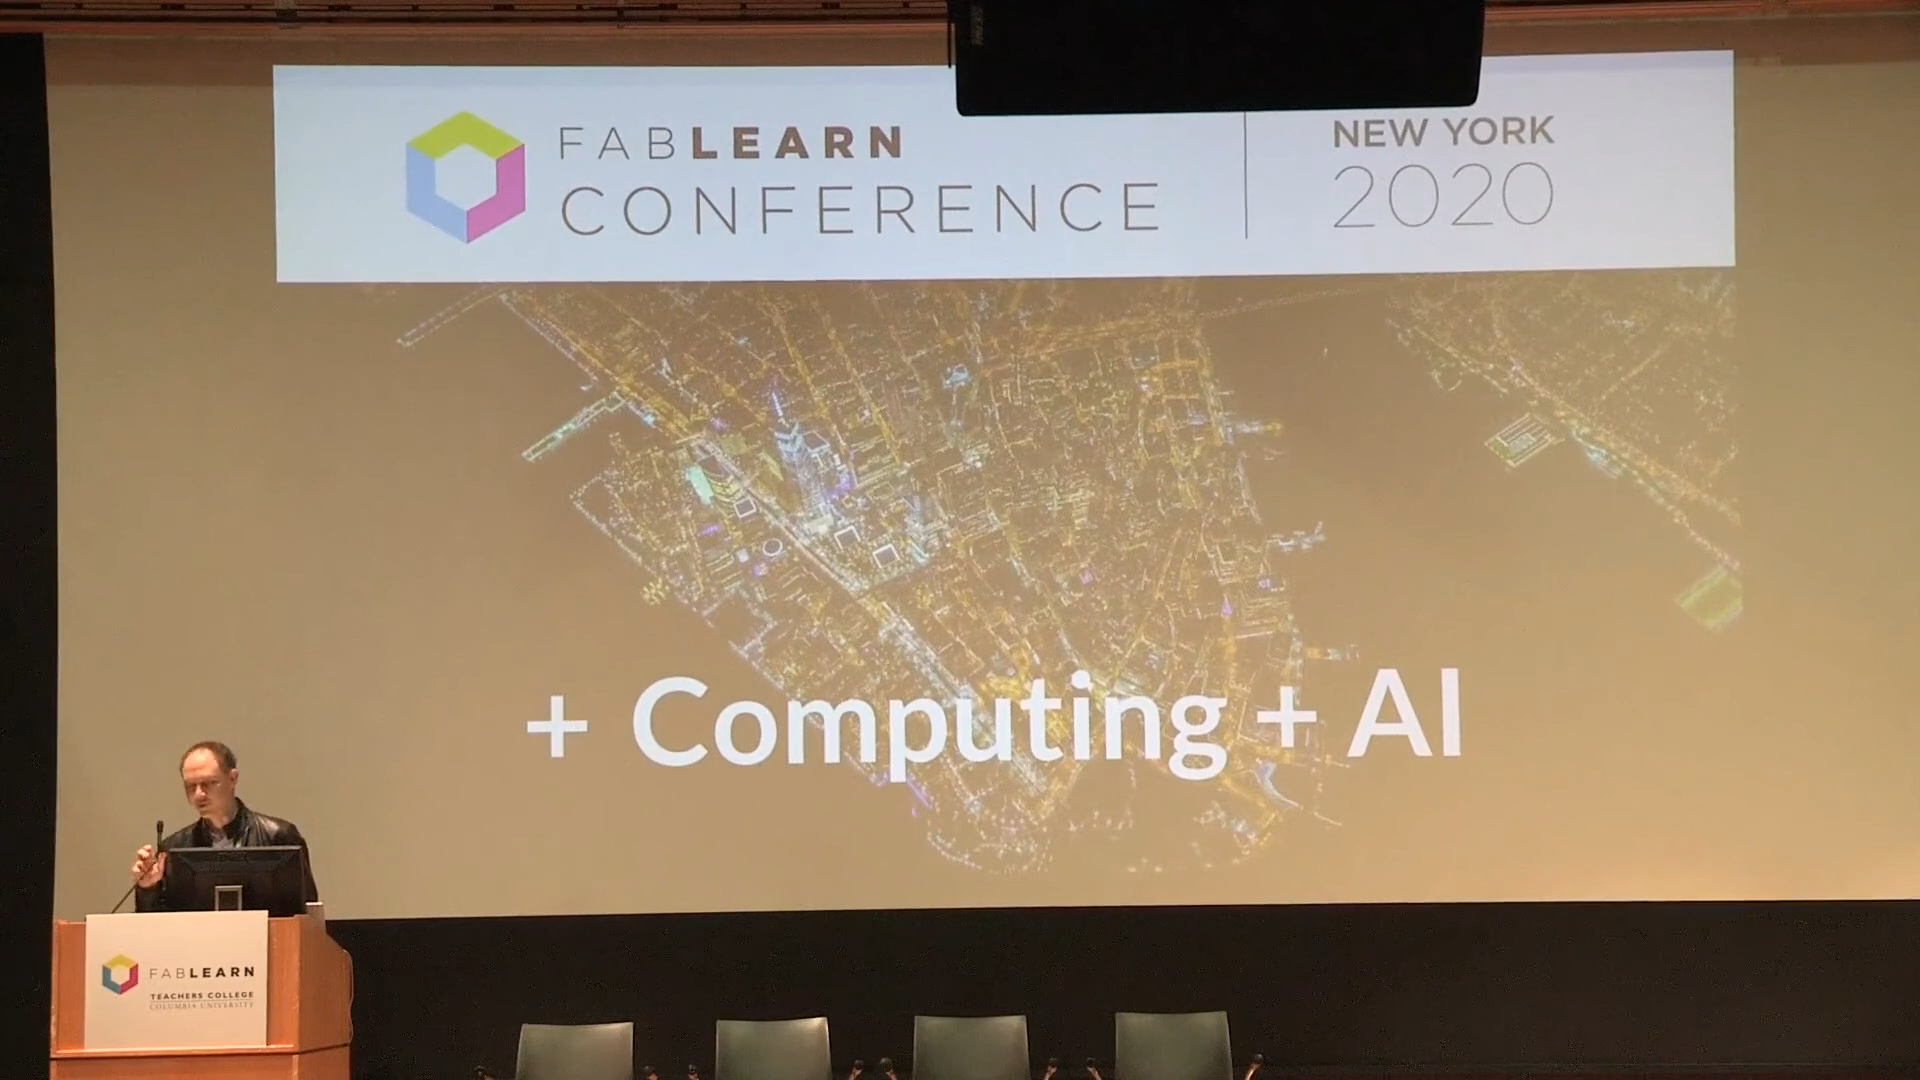 FABLEARN
CONFERENCE
NEW YORK
2020
+ Computing + AI
FABLEARN
TEACHERS COLLEGE
COLUMBIA UNIVERSITY